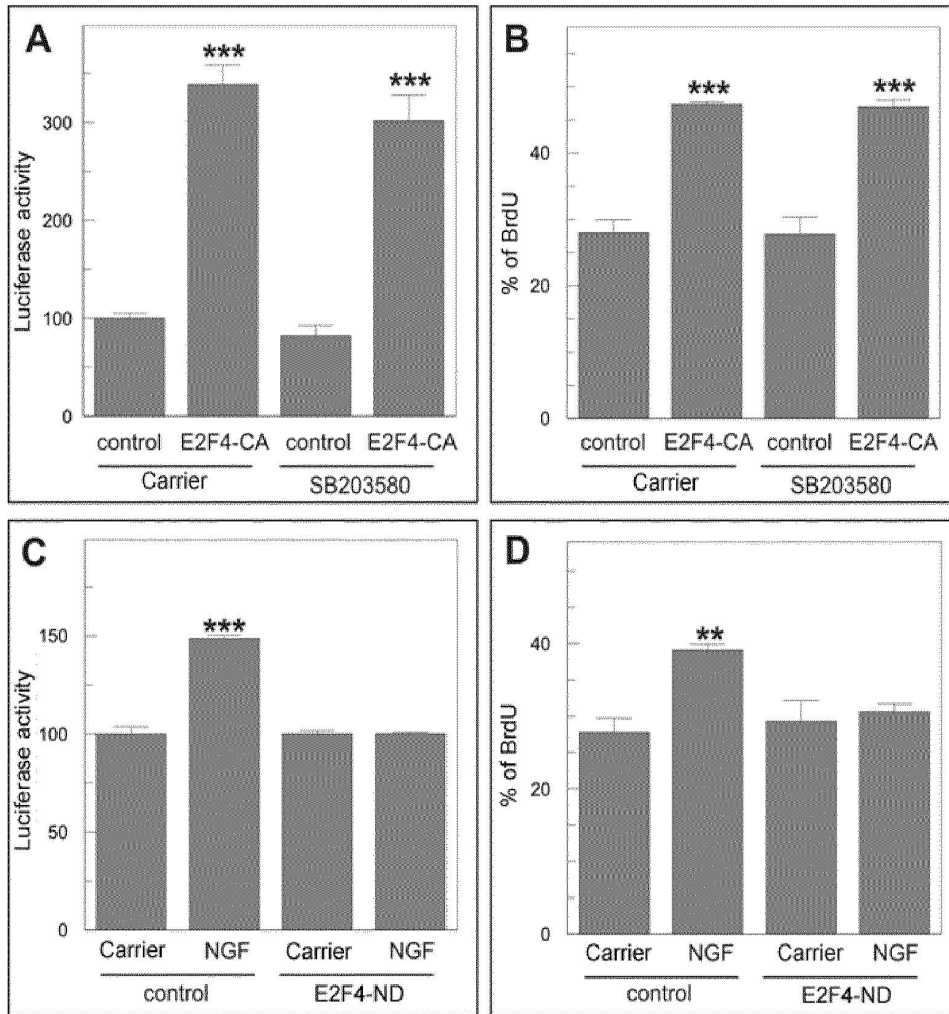 A
Luciferase activity
300
200
100
0
***
***
control E2F4-CA control E2F4-CA
Carrier SB203580
B
% of BrdU
40
20
0
***
***
control E2F4-CA control E2F4-CA
Carrier SB203580
C
Luciferase activity
150
100
50
0
***
Carrier NGF Carrier NGF
control E2F4-ND
D
% of BrdU
40
20
0
**
Carrier NGF Carrier NGF
control E2F4-ND